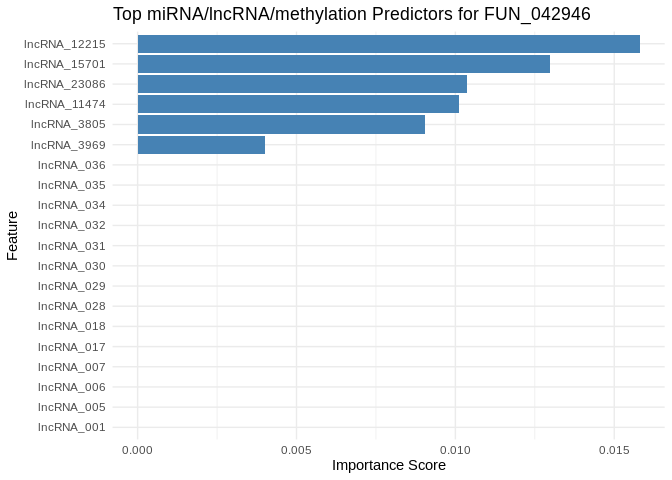 Top miRNA/lncRNA/methylation Predictors for FUN_042946
Feature
lncRNA_12215
lncRNA_15701
lncRNA_23086
lncRNA_11474
lncRNA_3805
lncRNA_3969
lncRNA_036
lncRNA_035
lncRNA_034
lncRNA_032
lncRNA_031
lncRNA_030
lncRNA_029
lncRNA_028
lncRNA_018
lncRNA_017
lncRNA_007
lncRNA_006
lncRNA_005
lncRNA_001
0.000 0.005 0.010 0.015
Importance Score